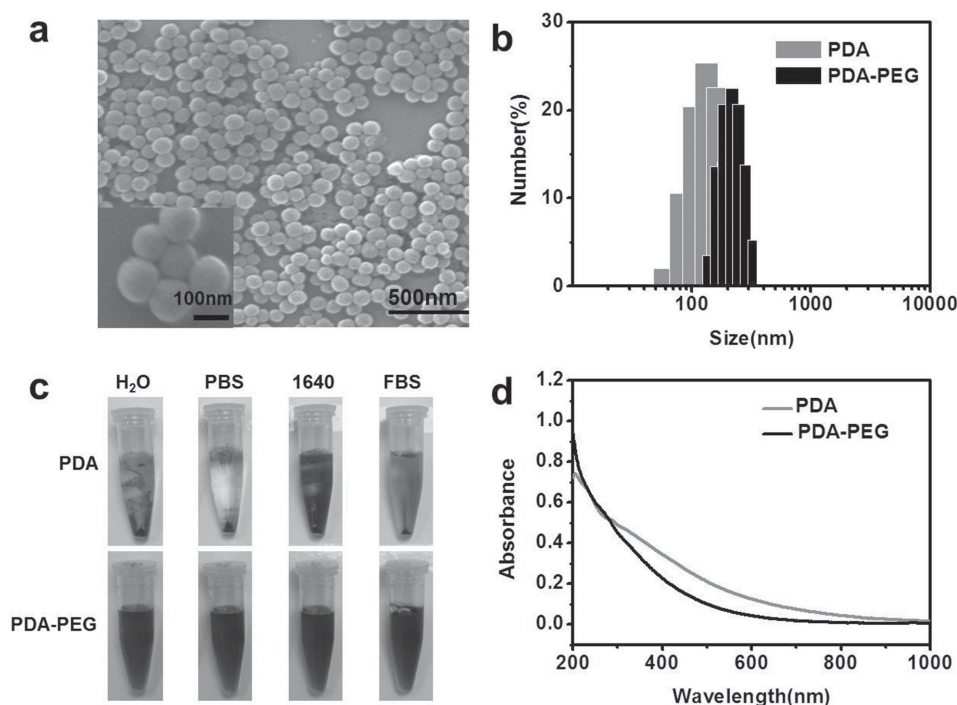 a
100nm
500nm
b
PDA
PDA-PEG
Number(%)
30
20
10
0
100
1000
10000
Size(nm)
c
H₂O
PBS
1640
FBS
PDA
PDA-PEG
d
PDA
PDA-PEG
Absorbance
1.2
1.0
0.8
0.6
0.4
0.2
0.0
200
400
600
800
1000
Wavelength(nm)